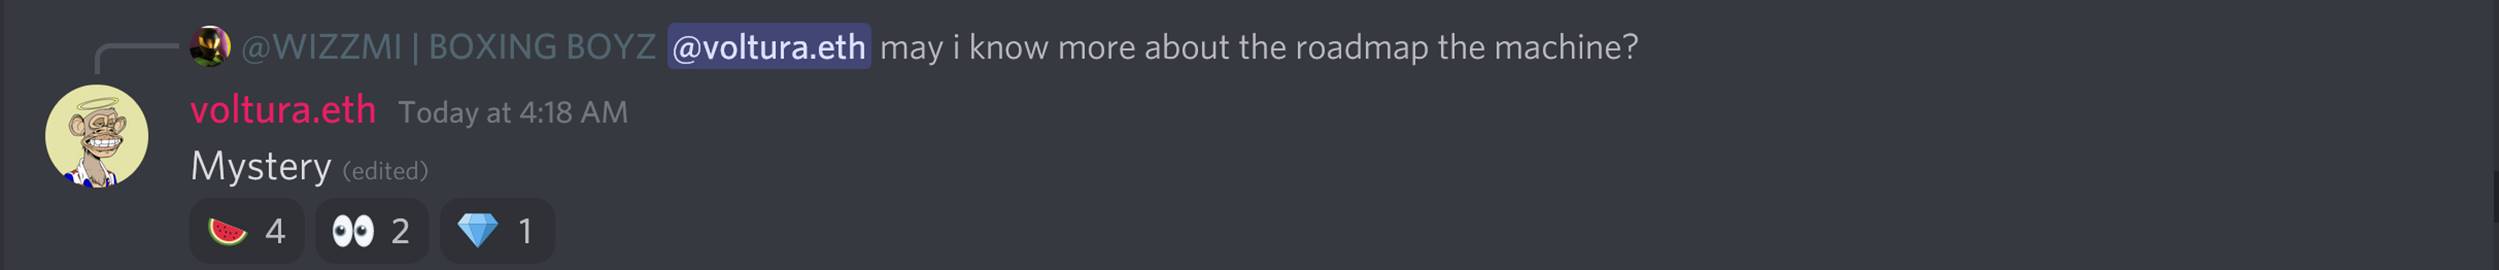 @WIZZMI | BOXING BOYZ @voltura.eth may i know more about the roadmap the machine?
voltura.eth Today at 4:18 AM
Mystery (edited)
🍉 4 👀 2 💎 1